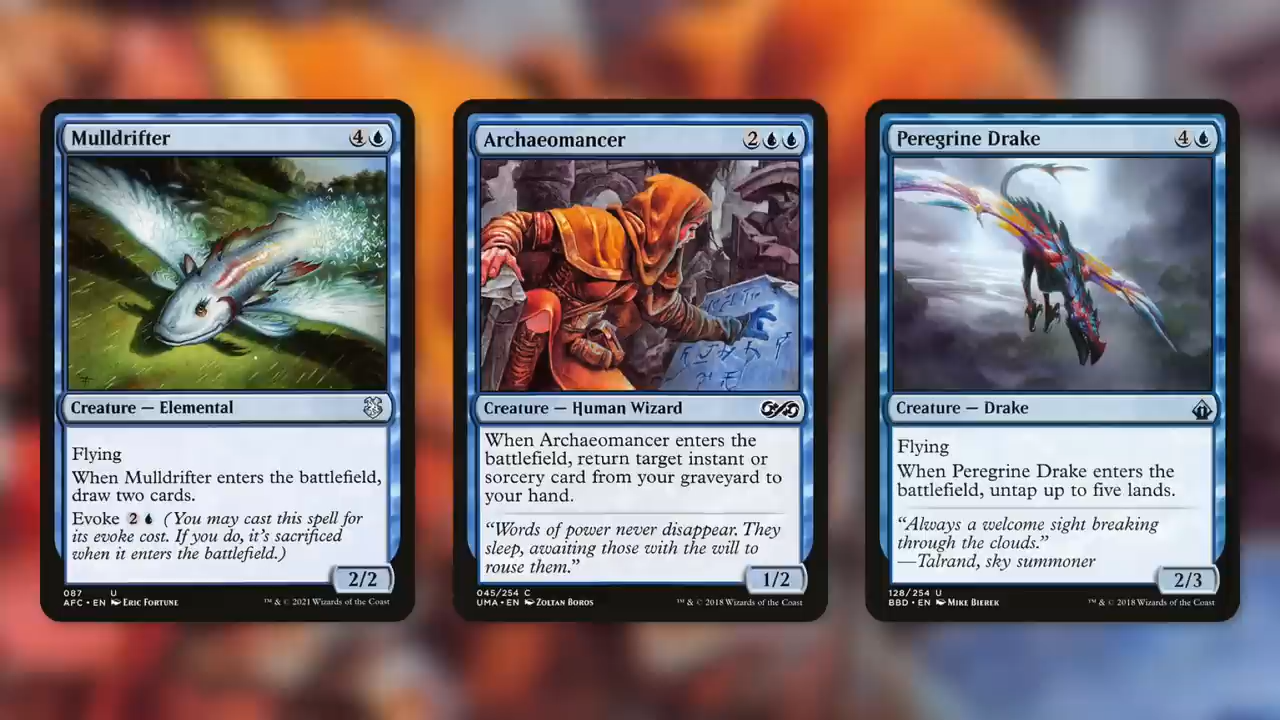 Mulldrifter 4
Creature — Elemental
Flying
When Mulldrifter enters the battlefield,
draw two cards.
Evoke 2 (You may cast this spell for
its evoke cost. If you do, it's sacrificed
when it enters the battlefield.)
2/2
087 U
AFC • EN Eric Fortune ™ & © 2021 Wizards of the Coast
Archaeomancer 2
Creature — Human Wizard
When Archaeomancer enters the
battlefield, return target instant or
sorcery card from your graveyard to
your hand.
"Words of power never disappear. They
sleep, awaiting those with the will to
rouse them."
1/2
045/254 C
UMA • EN Zoltan Boros ™ & © 2018 Wizards of the Coast
Peregrine Drake 4
Creature — Drake
Flying
When Peregrine Drake enters the
battlefield, untap up to five lands.
"Always a welcome sight breaking
through the clouds."
—Talrand, sky summoner
2/3
128/254 U
BBD • EN Mike Bierek ™ & © 2018 Wizards of the Coast